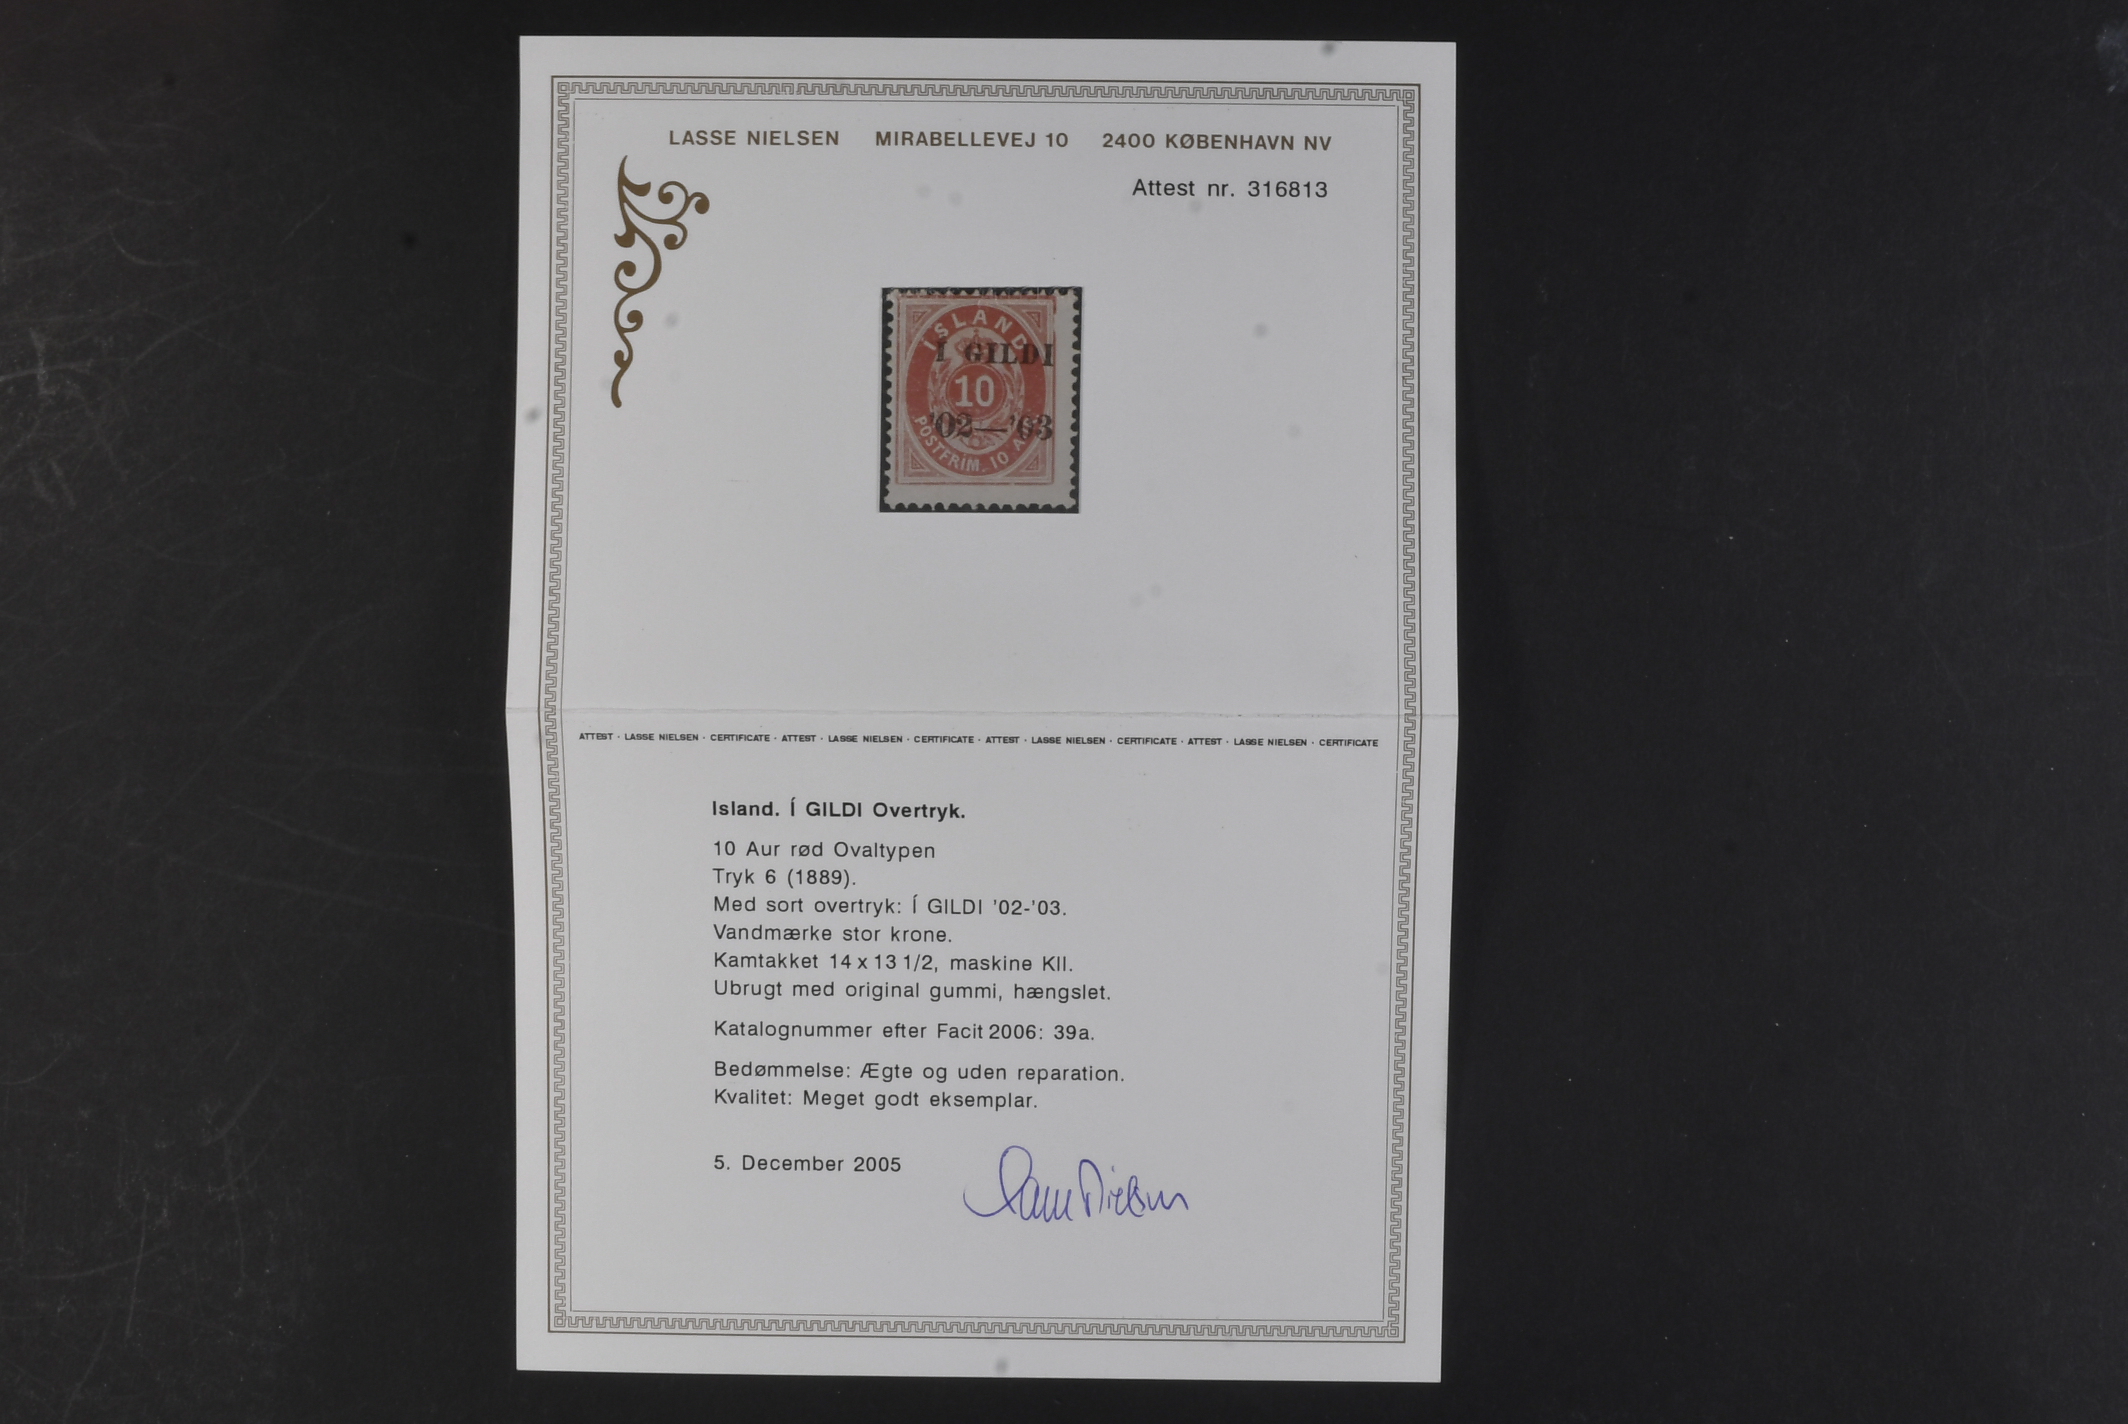 LASSE NIELSEN MIRABELLEVEJ 10 2400 KØBENHAVN NV
Attest nr. 316813
ISLAND
Í GILDI
10
'02—'03
POSTFRIM. 10 A
ATTEST · LASSE NIELSEN · CERTIFICATE · ATTEST · LASSE NIELSEN · CERTIFICATE · ATTEST · LASSE NIELSEN · CERTIFICATE · ATTEST · LASSE NIELSEN · CERTIFICATE
Island. Í GILDI Overtryk.
10 Aur rød Ovaltypen
Tryk 6 (1889).
Med sort overtryk: Í GILDI '02-'03.
Vandmærke stor krone.
Kamtakket 14 x 13 1/2, maskine KII.
Ubrugt med original gummi, hængslet.
Katalognummer efter Facit 2006: 39a.
Bedømmelse: Ægte og uden reparation.
Kvalitet: Meget godt eksemplar.
5. December 2005
Lasse Nielsen